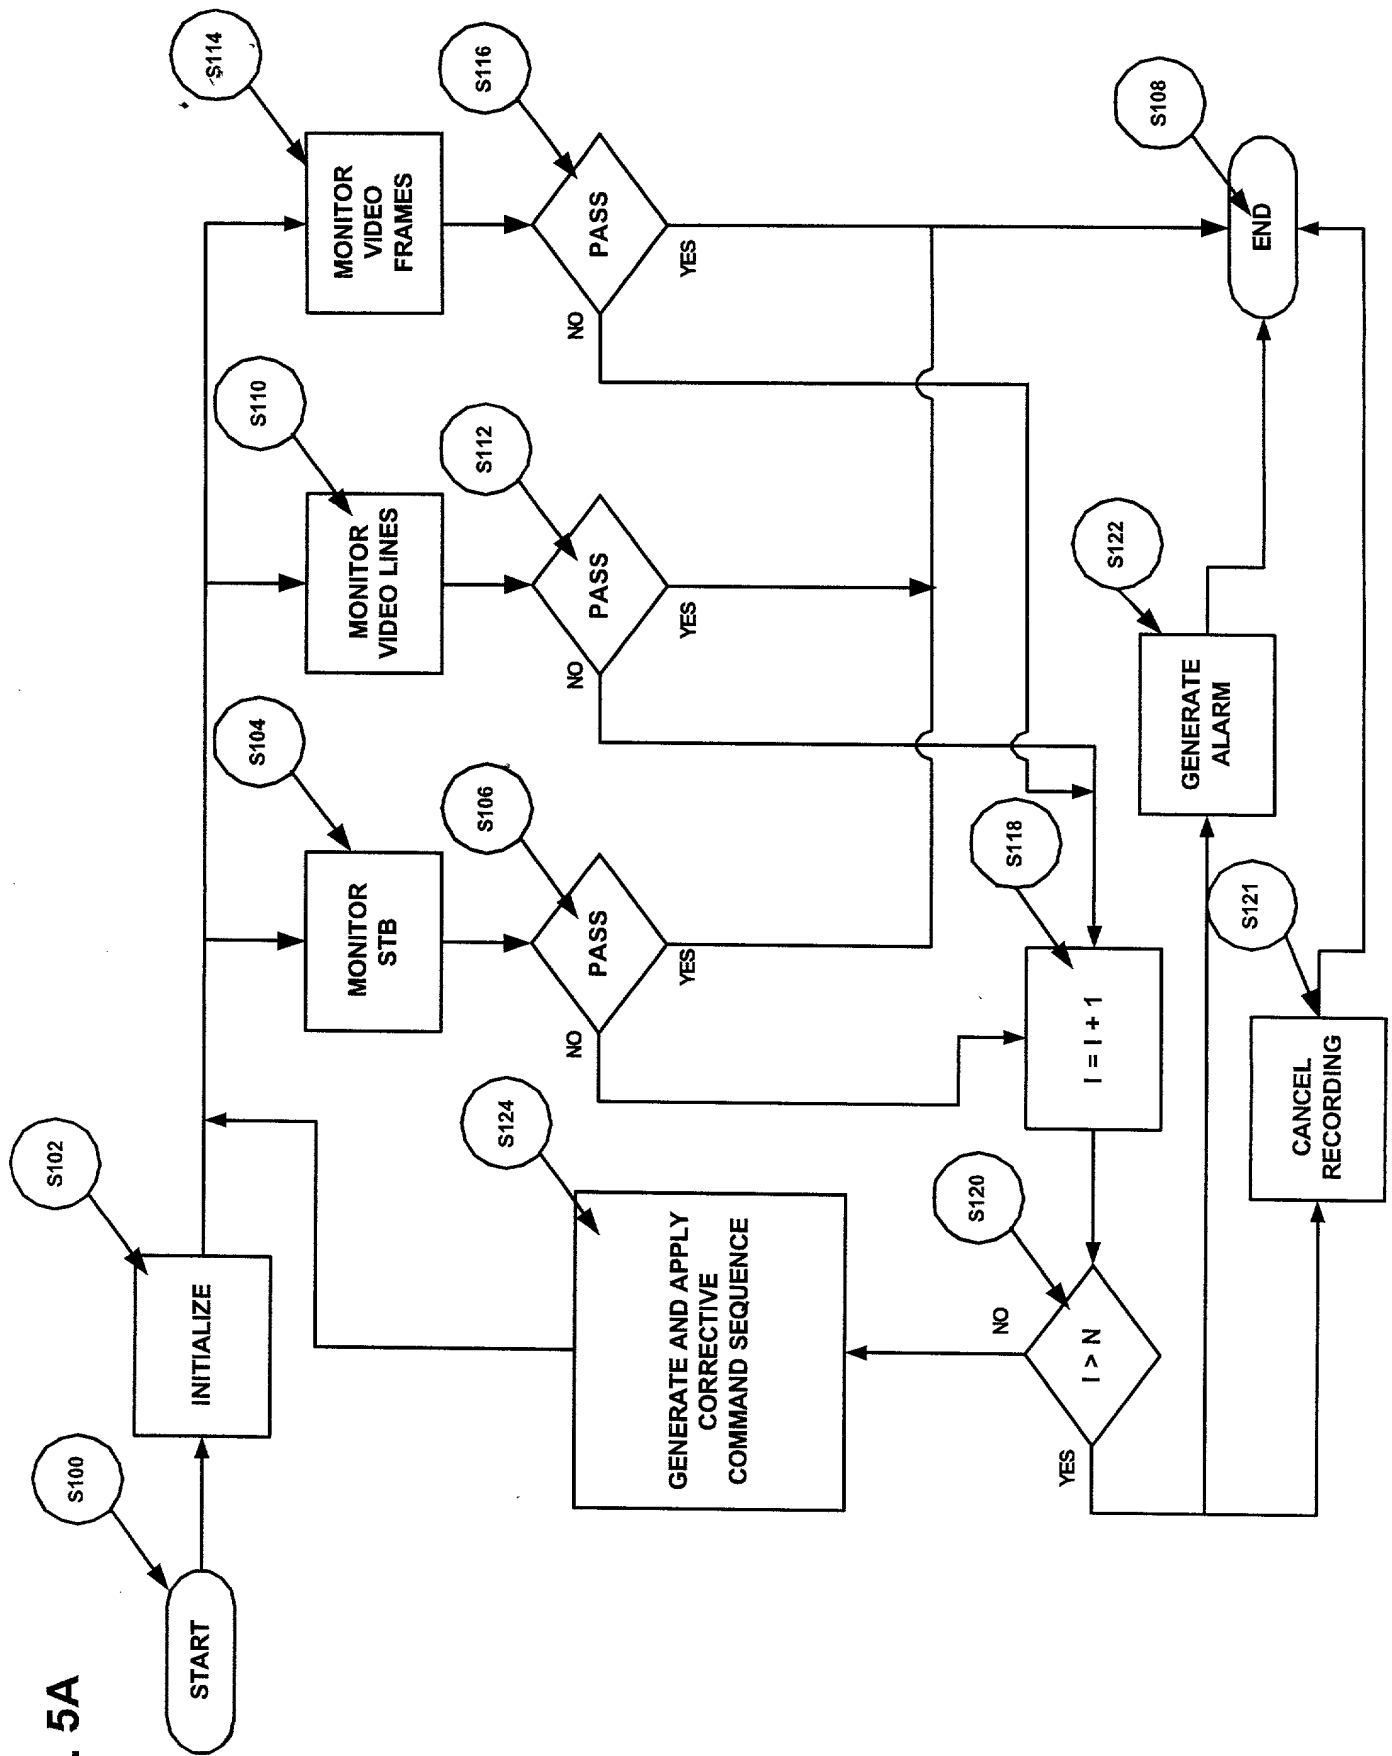 . 5A
START
S100
INITIALIZE
S102
MONITOR
STB
S104
MONITOR
VIDEO LINES
S110
MONITOR
VIDEO
FRAMES
S114
PASS
S106
NO
YES
PASS
S112
NO
YES
PASS
S116
NO
YES
GENERATE AND APPLY
CORRECTIVE
COMMAND SEQUENCE
S124
I = I + 1
S118
I > N
S120
NO
YES
GENERATE
ALARM
S122
CANCEL
RECORDING
S121
END
S108